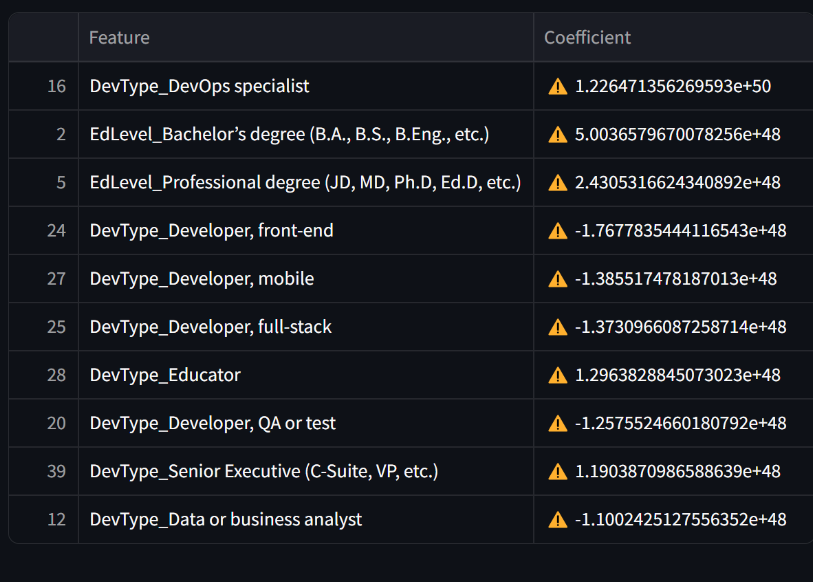 Feature Coefficient
16 DevType_DevOps specialist 1.226471356269593e+50
2 EdLevel_Bachelor’s degree (B.A., B.S., B.Eng., etc.) 5.0036579670078256e+48
5 EdLevel_Professional degree (JD, MD, Ph.D, Ed.D, etc.) 2.4305316624340892e+48
24 DevType_Developer, front-end -1.7677835444116543e+48
27 DevType_Developer, mobile -1.385517478187013e+48
25 DevType_Developer, full-stack -1.3730966087258714e+48
28 DevType_Educator 1.2963828845073023e+48
20 DevType_Developer, QA or test -1.2575524660180792e+48
39 DevType_Senior Executive (C-Suite, VP, etc.) 1.1903870986588639e+48
12 DevType_Data or business analyst -1.1002425127556352e+48